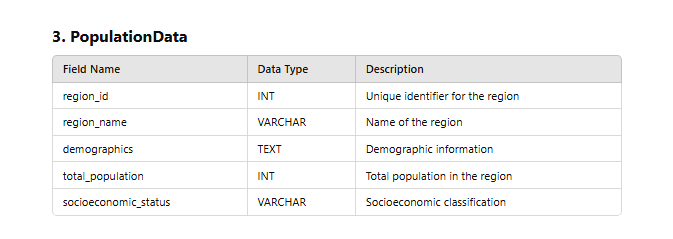 3. PopulationData
Field Name Data Type Description
region_id INT Unique identifier for the region
region_name VARCHAR Name of the region
demographics TEXT Demographic information
total_population INT Total population in the region
socioeconomic_status VARCHAR Socioeconomic classification